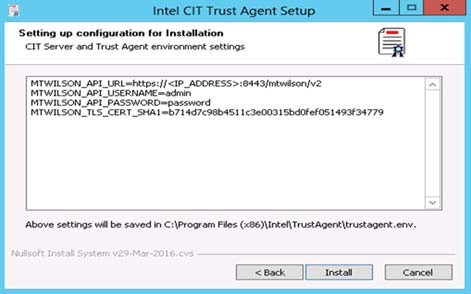 Intel CIT Trust Agent Setup
Setting up configuration for Installation
CIT Server and Trust Agent environment settings
MTWILSON_API_URL=https://<IP_ADDRESS>:8443/mtwilson/v2
MTWILSON_API_USERNAME=admin
MTWILSON_API_PASSWORD=password
MTWILSON_TLS_CERT_SHA1=b714d7c98b4511c3e00315bd0fef051493f34779
Above settings will be saved in C:\Program Files (x86)\Intel\TrustAgent\trustagent.env.
Nullsoft Install System v29-Mar-2016.cvs
< Back
Install
Cancel